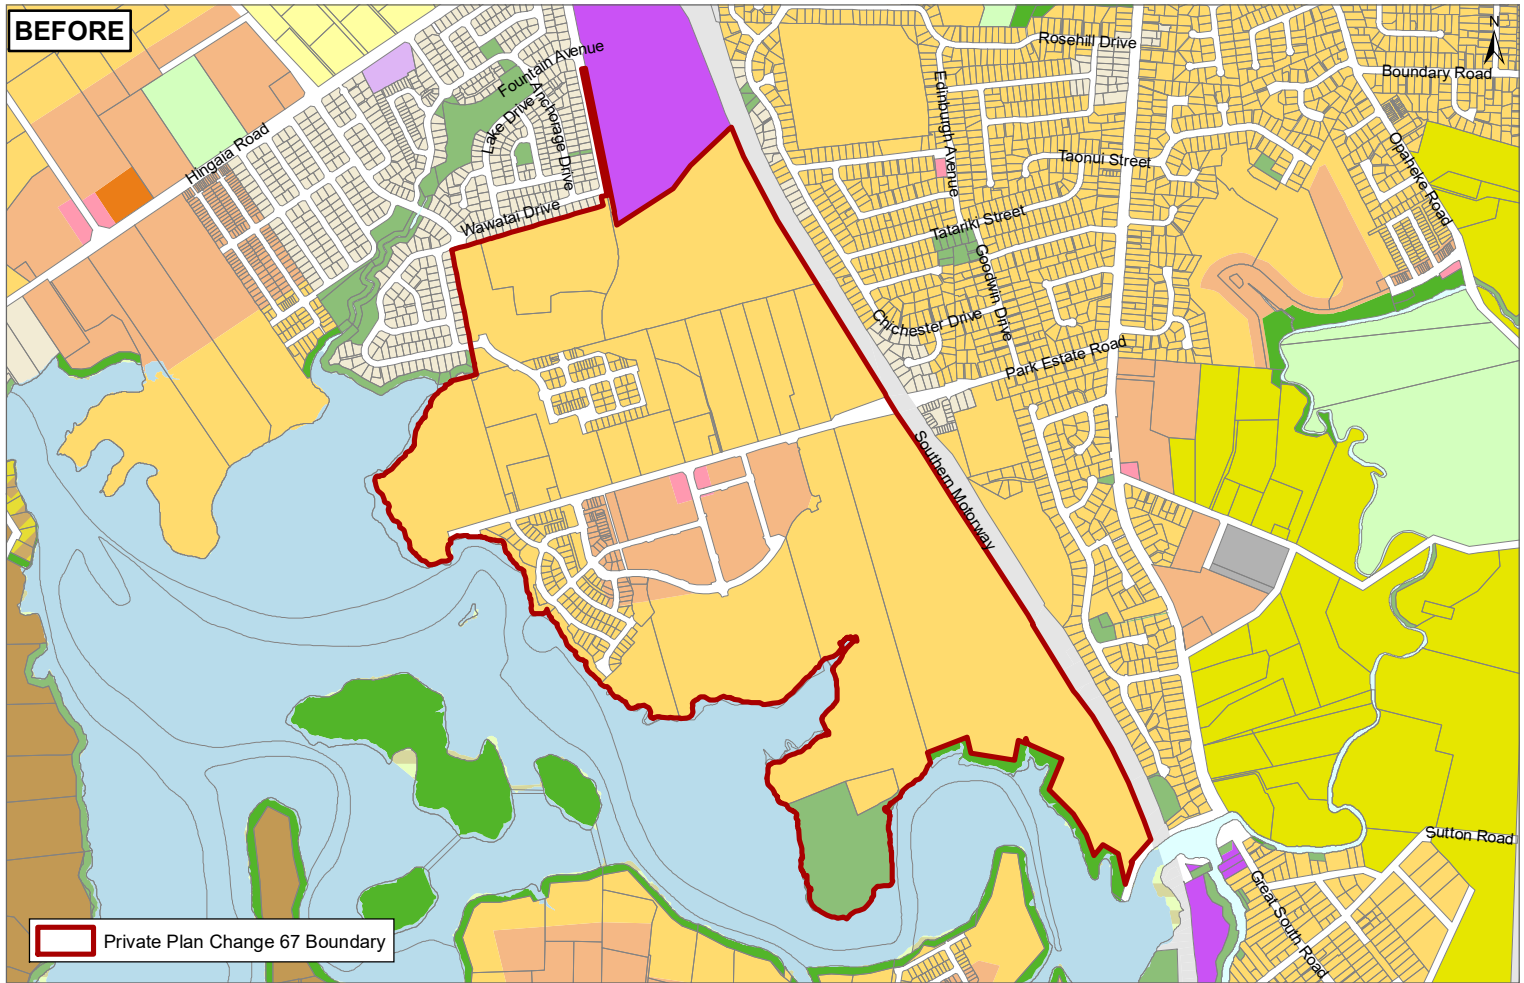 BEFORE
N
Rosehill Drive
Boundary Road
Fountain Avenue
Lake Drive
Anchorage Drive
Edinburgh Avenue
Hingaia Road
Taonui Street
Opaheke Road
Wawatai Drive
Tatariki Street
Goodwin Drive
Chichester Drive
Park Estate Road
Southern Motorway
Sutton Road
Great South Road
Private Plan Change 67 Boundary